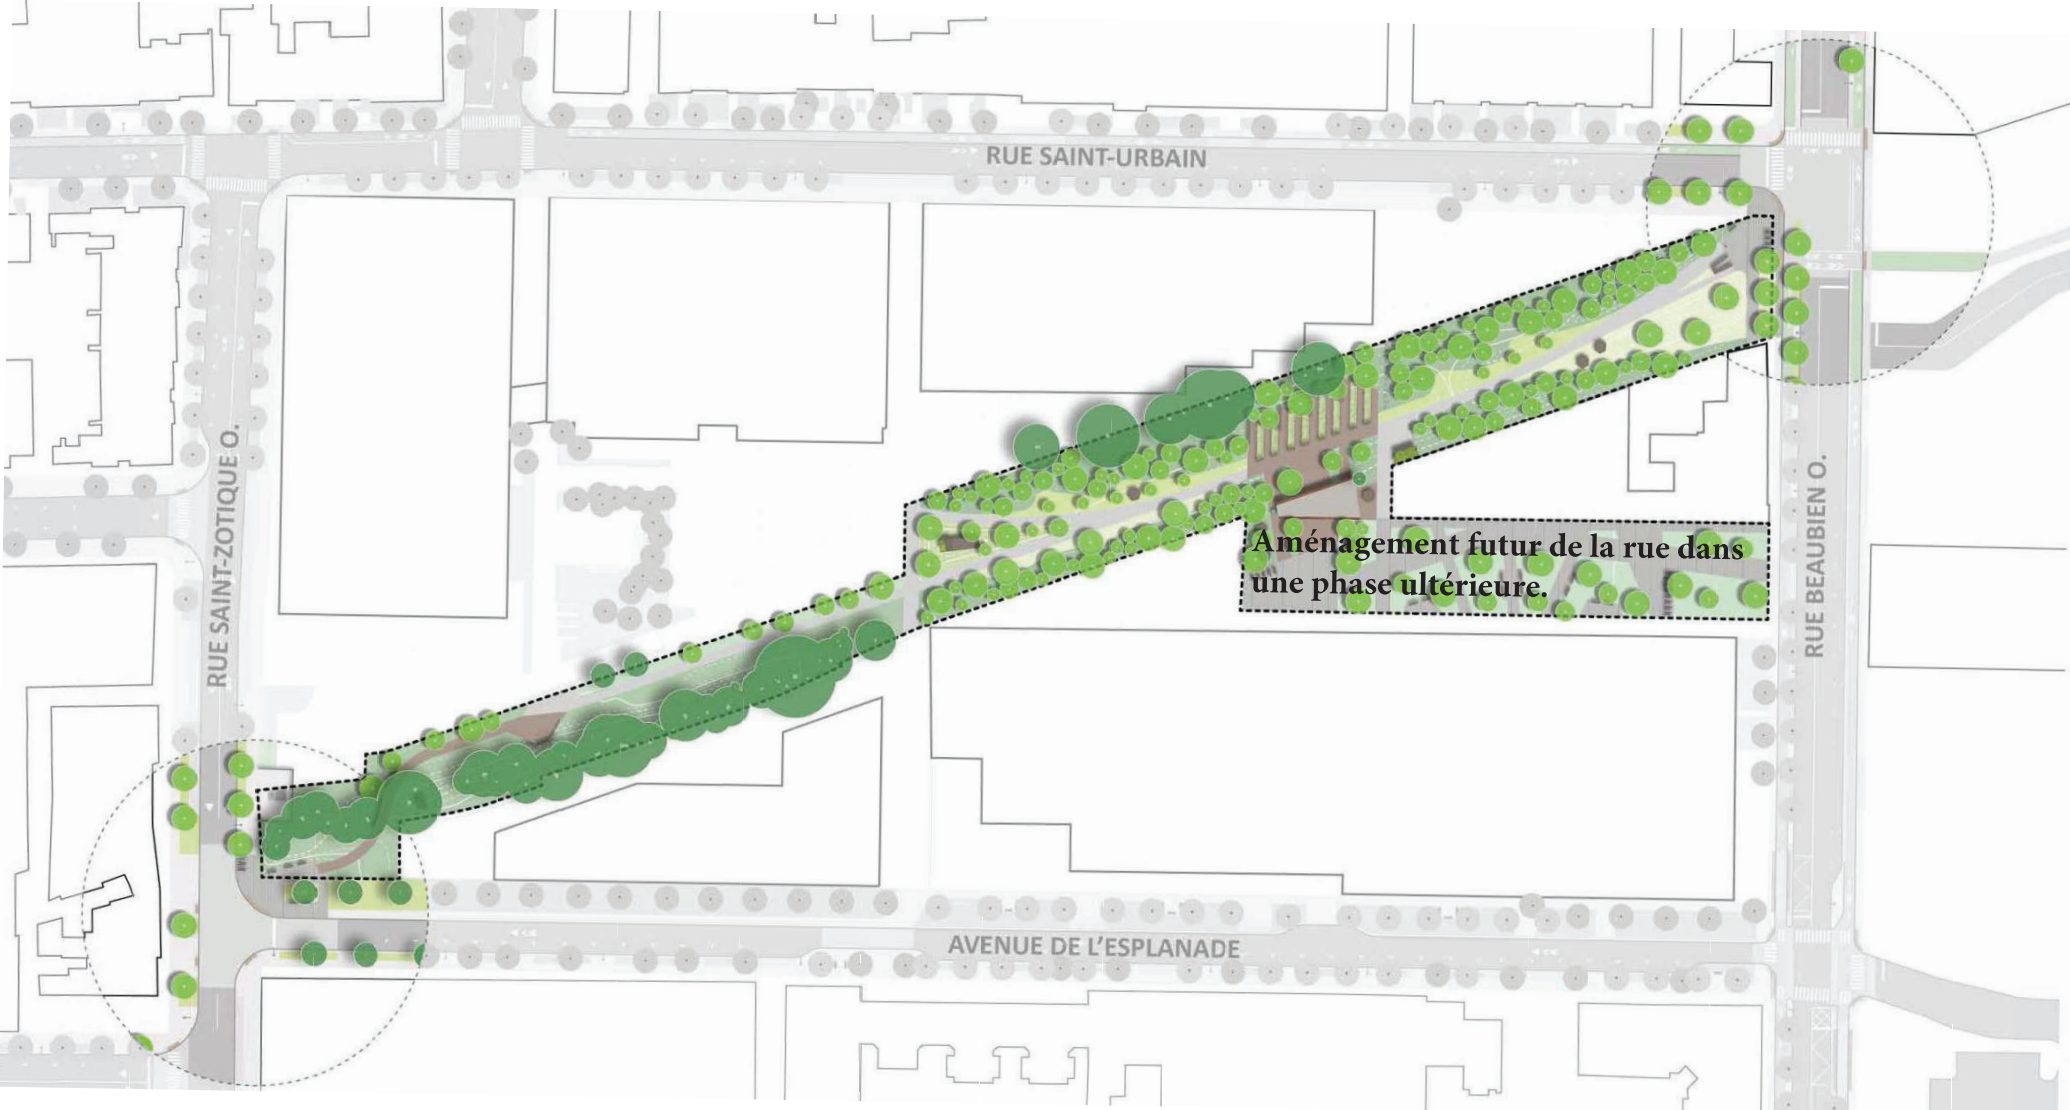 RUE SAINT-URBAIN
RUE SAINT-ZOTIQUE O.
Aménagement futur de la rue dans
une phase ultérieure.
RUE BEAUBIEN O.
AVENUE DE L'ESPLANADE